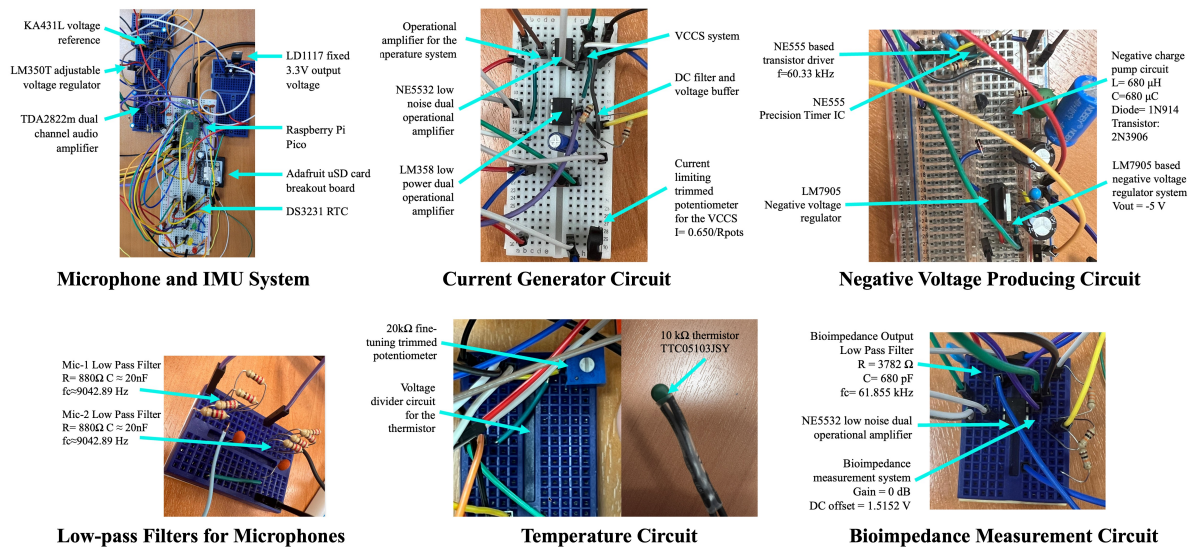 KA431L voltage
reference
LM350T adjustable
voltage regulator
TDA2822m dual
channel audio
amplifier
LD1117 fixed
3.3V output
voltage
Raspberry Pi
Pico
Adafruit uSD card
breakout board
DS3231 RTC
Microphone and IMU System
Operational
amplifier for the
nperature system
NE5532 low
noise dual
operational
amplifier
LM358 low
power dual
operational
amplifier
VCCS system
DC filter and
voltage buffer
Current
limiting
trimmed
potentiometer
for the VCCS
I= 0.650/Rpots
Current Generator Circuit
NE555 based
transistor driver
f=60.33 kHz
NE555
Precision Timer IC
LM7905
Negative voltage
regulator
Negative charge
pump circuit
L= 680 μH
C=680 μC
Diode= 1N914
Transistor:
2N3906
LM7905 based
negative voltage
regulator system
Vout = -5 V
Negative Voltage Producing Circuit
Mic-1 Low Pass Filter
R= 880Ω C ≈ 20nF
fc≈9042.89 Hz
Mic-2 Low Pass Filter
R= 880Ω C ≈ 20nF
fc≈9042.89 Hz
Low-pass Filters for Microphones
20kΩ fine-
tuning trimmed
potentiometer
Voltage
divider circuit
for the
thermistor
10 kΩ thermistor
TTC05103JSY
Temperature Circuit
Bioimpedance Output
Low Pass Filter
R = 3782 Ω
C= 680 pF
fc= 61.855 kHz
NE5532 low noise dual
operational amplifier
Bioimpedance
measurement system
Gain = 0 dB
DC offset = 1.5152 V
Bioimpedance Measurement Circuit